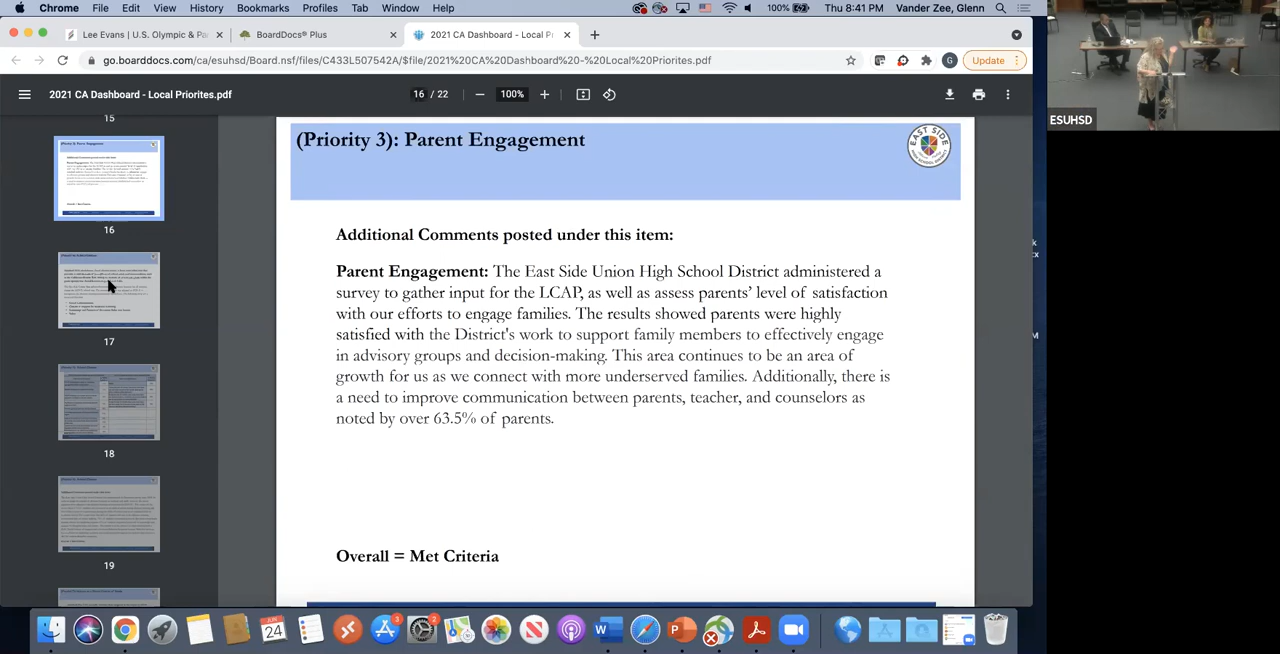 Chrome File Edit View History Bookmarks Profiles Tab Window Help 100% Thu 8:41 PM Vander Zee, Glenn
Lee Evans | U.S. Olympic & Pa
BoardDocs® Plus
2021 CA Dashboard - Local Pr
go.boarddocs.com/ca/esuhsd/Board.nsf/files/C433L507542A/$file/2021%20CA%20Dashboard%20-%20Local%20Priorites.pdf
G Update
2021 CA Dashboard - Local Priorites.pdf 16 / 22 100%
15
16
17
18
19
(Priority 3): Parent Engagement
EAST SIDE
Additional Comments posted under this item:
Parent Engagement: The East Side Union High School District administered a
survey to gather input for the LCAP, as well as assess parents' level of satisfaction
with our efforts to engage families. The results showed parents were highly
satisfied with the District's work to support family members to effectively engage
in advisory groups and decision-making. This area continues to be an area of
growth for us as we connect with more underserved families. Additionally, there is
a need to improve communication between parents, teacher, and counselors as
noted by over 63.5% of parents.
Overall = Met Criteria
ESUHSD
JUN
24
3
2
W
P